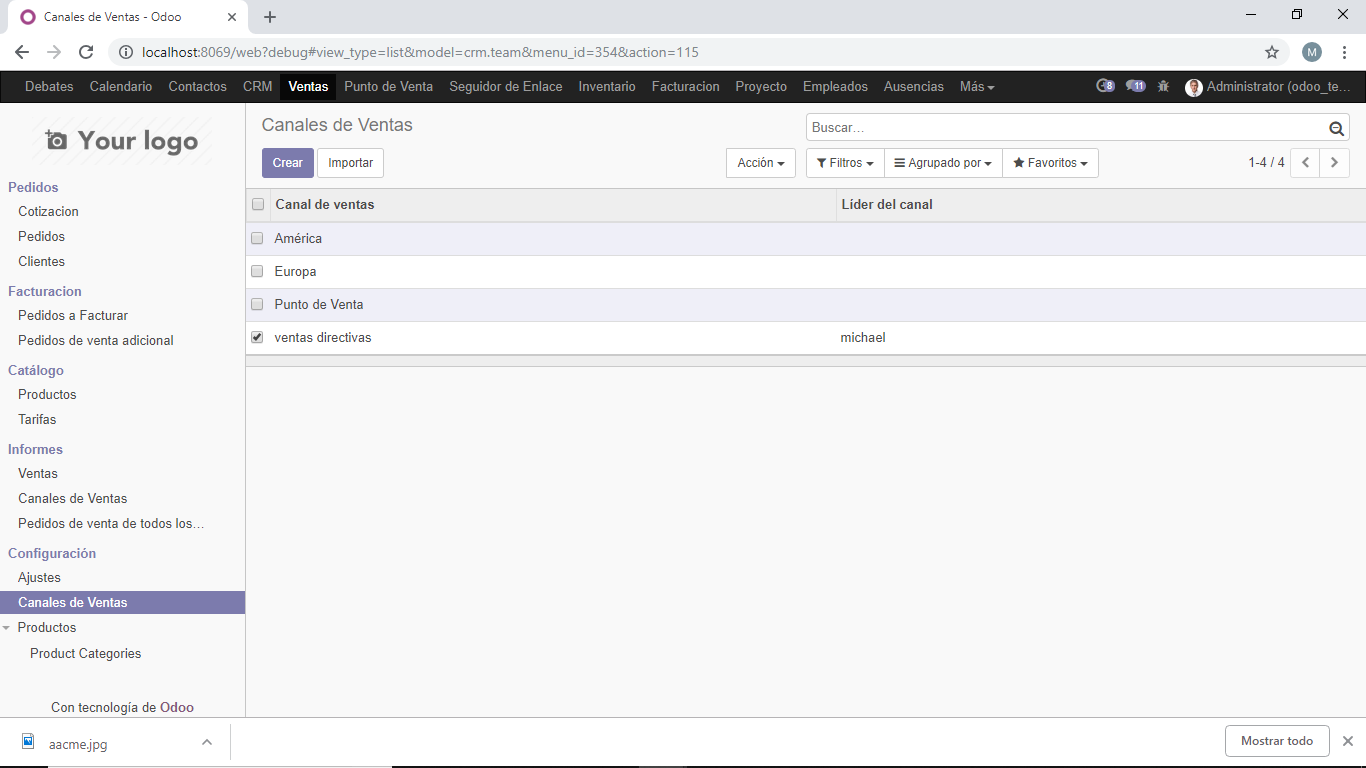 Canales de Ventas - Odoo
localhost:8069/web?debug#view_type=list&model=crm.team&menu_id=354&action=115
M
Debates Calendario Contactos CRM Ventas Punto de Venta Seguidor de Enlace Inventario Facturacion Proyecto Empleados Ausencias Más 8 11 Administrator (odoo_te...
Your logo
Canales de Ventas
Buscar...
Crear Importar Acción Filtros Agrupado por Favoritos 1-4 / 4
Pedidos
Cotizacion
Pedidos
Clientes
Facturacion
Pedidos a Facturar
Pedidos de venta adicional
Catálogo
Productos
Tarifas
Informes
Ventas
Canales de Ventas
Pedidos de venta de todos los...
Configuración
Ajustes
Canales de Ventas
Productos
Product Categories
Con tecnología de Odoo
Canal de ventas Líder del canal
América
Europa
Punto de Venta
ventas directivas michael
aacme.jpg Mostrar todo